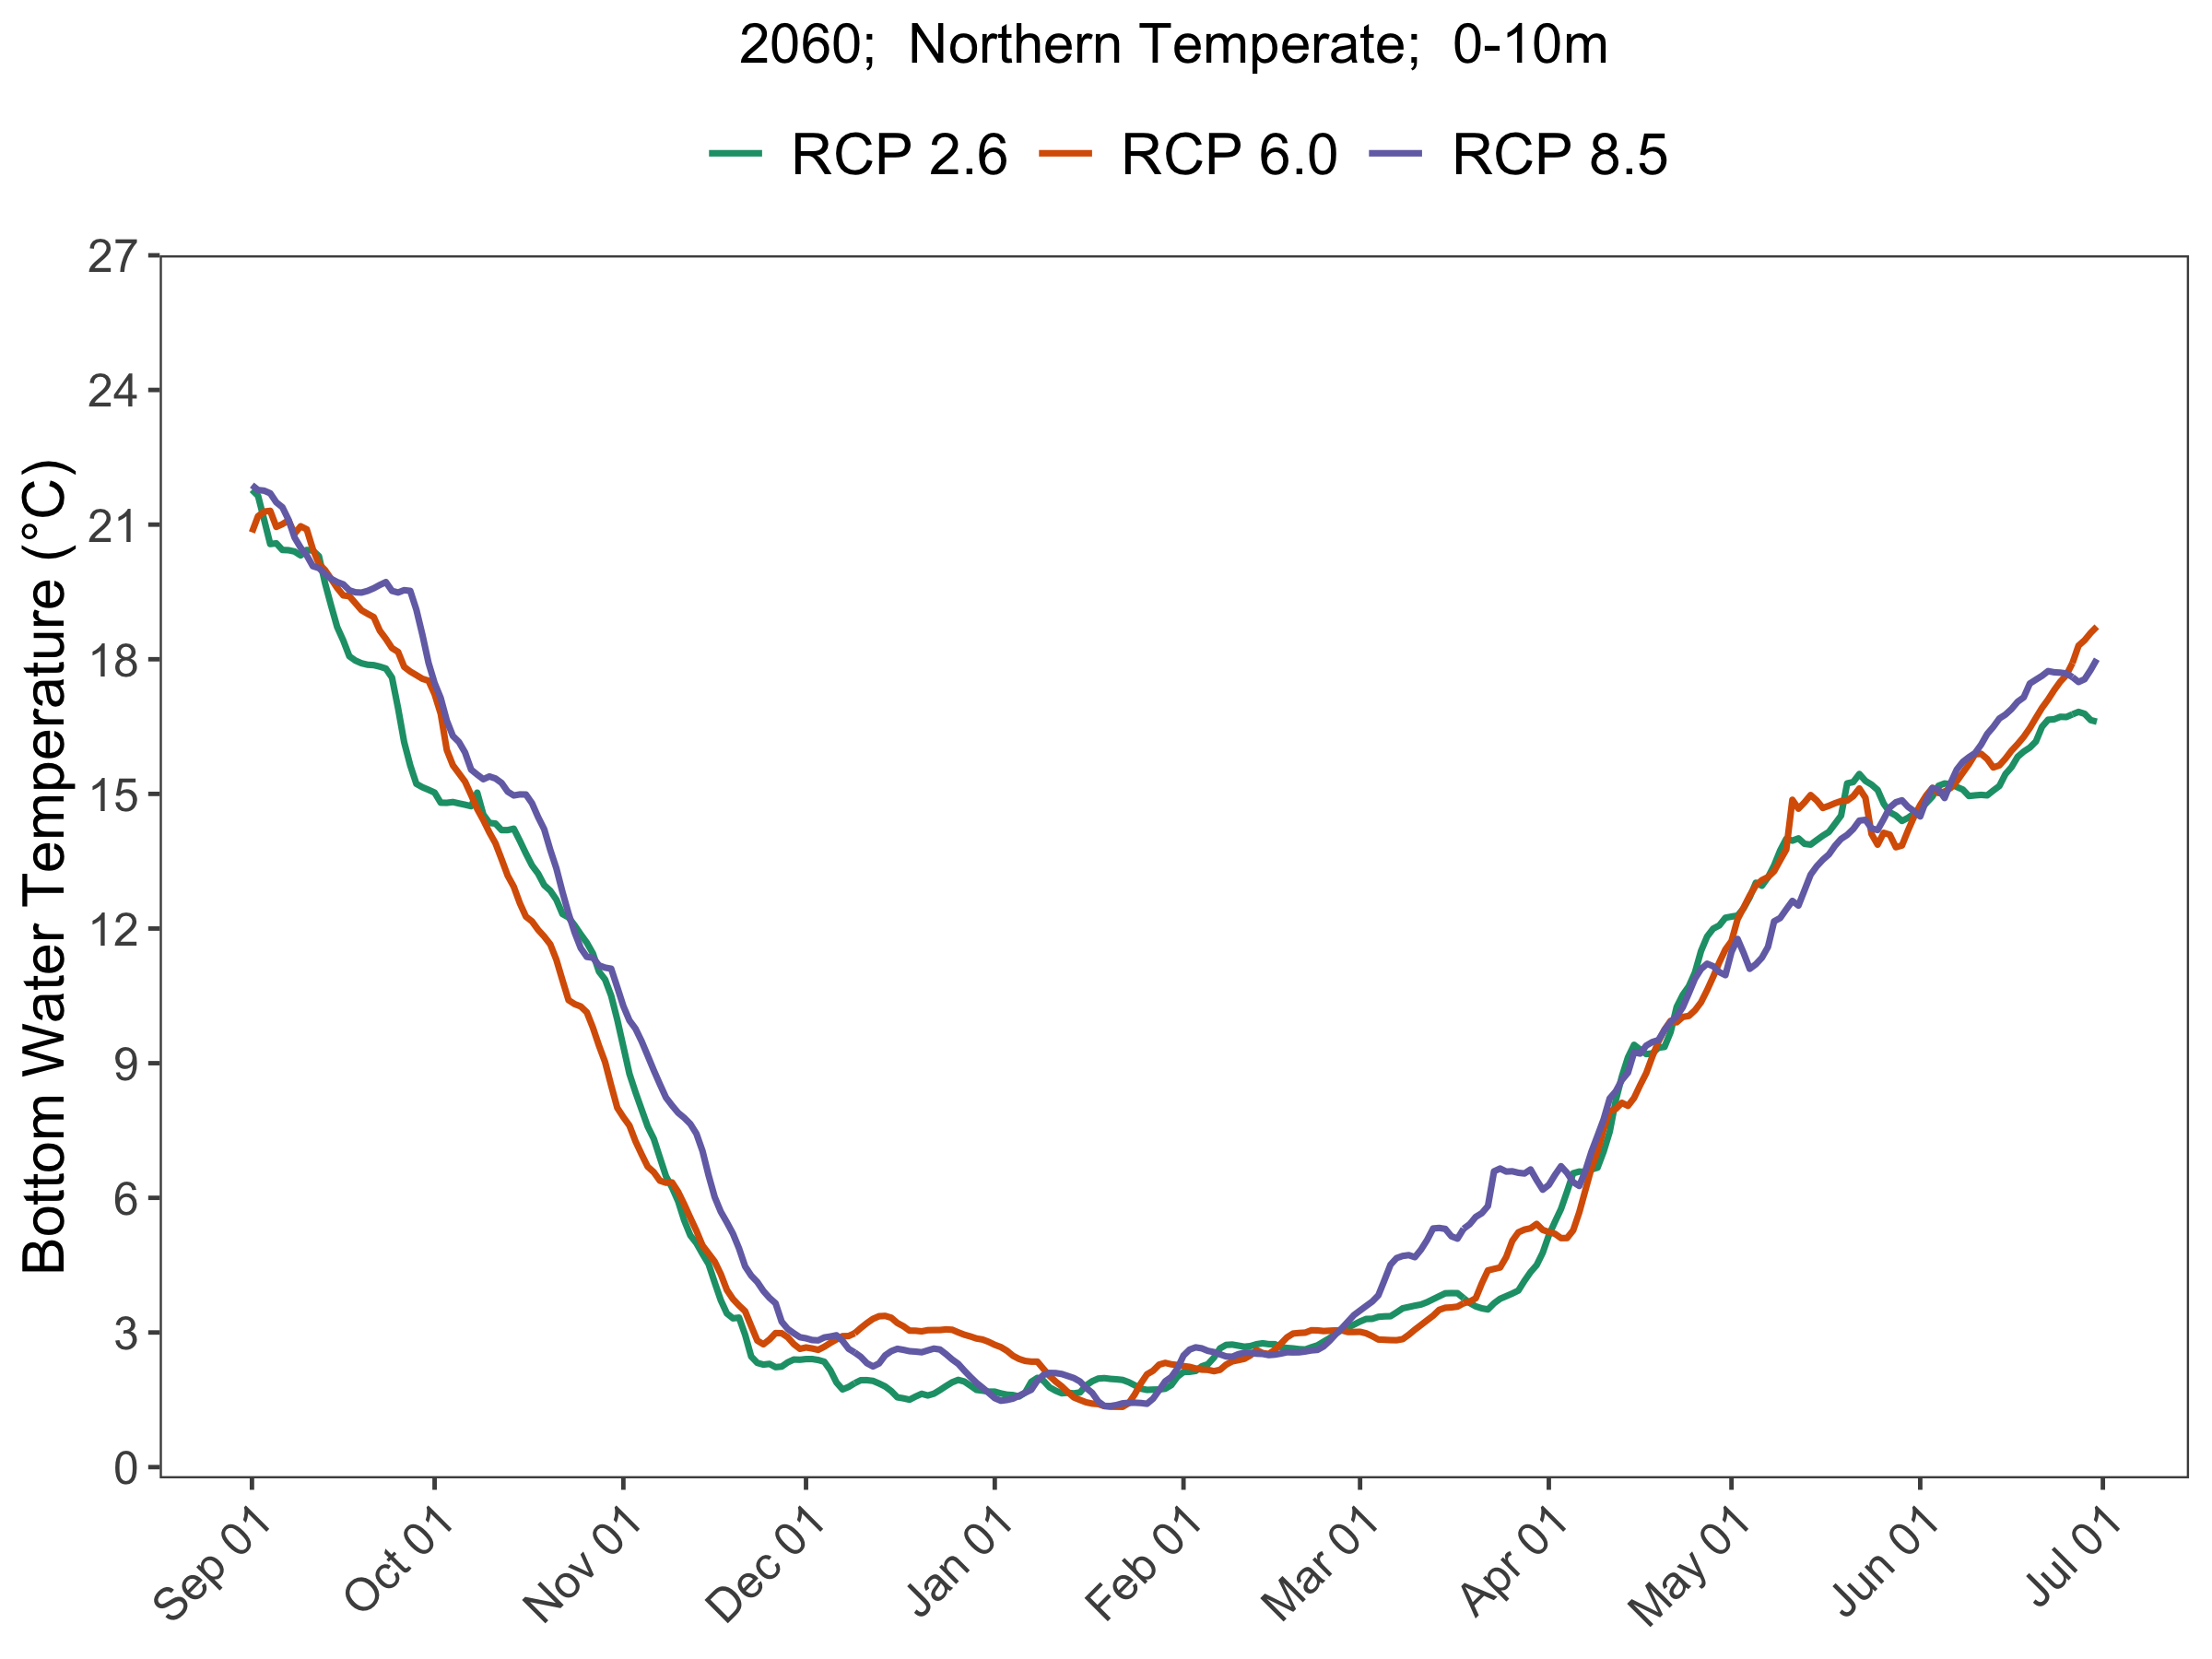 2060;  Northern Temperate;  0-10m
RCP 2.6 RCP 6.0 RCP 8.5
Bottom Water Temperature (°C)
27
24
21
18
15
12
9
6
3
0
Sep 01 Oct 01 Nov 01 Dec 01 Jan 01 Feb 01 Mar 01 Apr 01 May 01 Jun 01 Jul 01